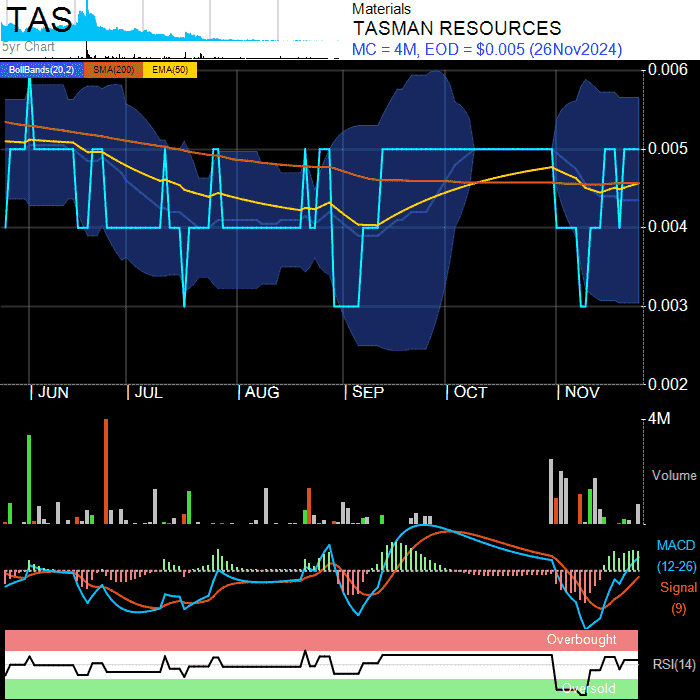 TAS
5yr Chart
Materials
TASMAN RESOURCES
MC = 4M, EOD = $0.005 (26Nov2024)
BollBands(20,2) SMA(200) EMA(50)
0.006
0.005
0.004
0.003
0.002
| JUN | JUL | AUG | SEP | OCT | NOV
4M
Volume
MACD
(12-26)
Signal
(9)
Overbought
RSI(14)
Oversold